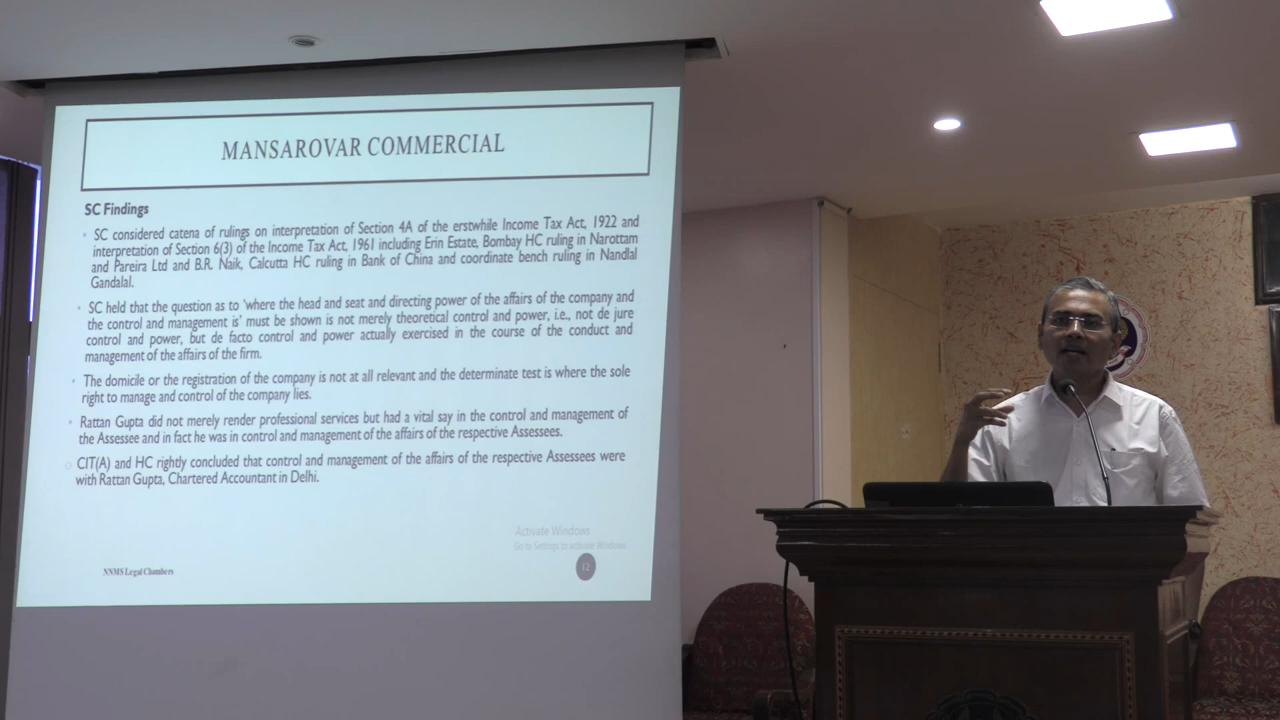 MANSAROVAR COMMERCIAL
SC Findings
SC considered catena of rulings on interpretation of Section 4A of the erstwhile Income Tax Act, 1922 and
interpretation of Section 6(3) of the Income Tax Act, 1961 including Erin Estate, Bombay HC ruling in Narottam
and Pareira Ltd and B.R. Naik, Calcutta HC ruling in Bank of China and coordinate bench ruling in Nandlal
Gandalal.
SC held that the question as to 'where the head and seat and directing power of the affairs of the company and
the control and management is' must be shown is not merely theoretical control and power, i.e., not de jure
control and power, but de facto control and power actually exercised in the course of the conduct and
management of the affairs of the firm.
The domicile or the registration of the company is not at all relevant and the determinate test is where the sole
right to manage and control of the company lies.
Rattan Gupta did not merely render professional services but had a vital say in the control and management of
the Assessee and in fact he was in control and management of the affairs of the respective Assessees.
CIT(A) and HC rightly concluded that control and management of the affairs of the respective Assessees were
with Rattan Gupta, Chartered Accountant in Delhi.
Activate Windows
Go to Settings to activate Windows.
NNMS Legal Chambers
12